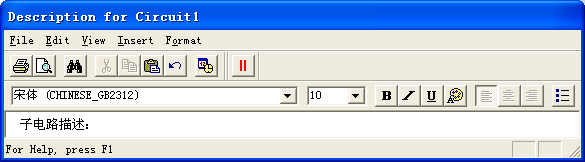 Description for Circuit1
File Edit View Insert Format
宋体 (CHINESE_GB2312) 10 B I U
子电路描述:
For Help, press F1